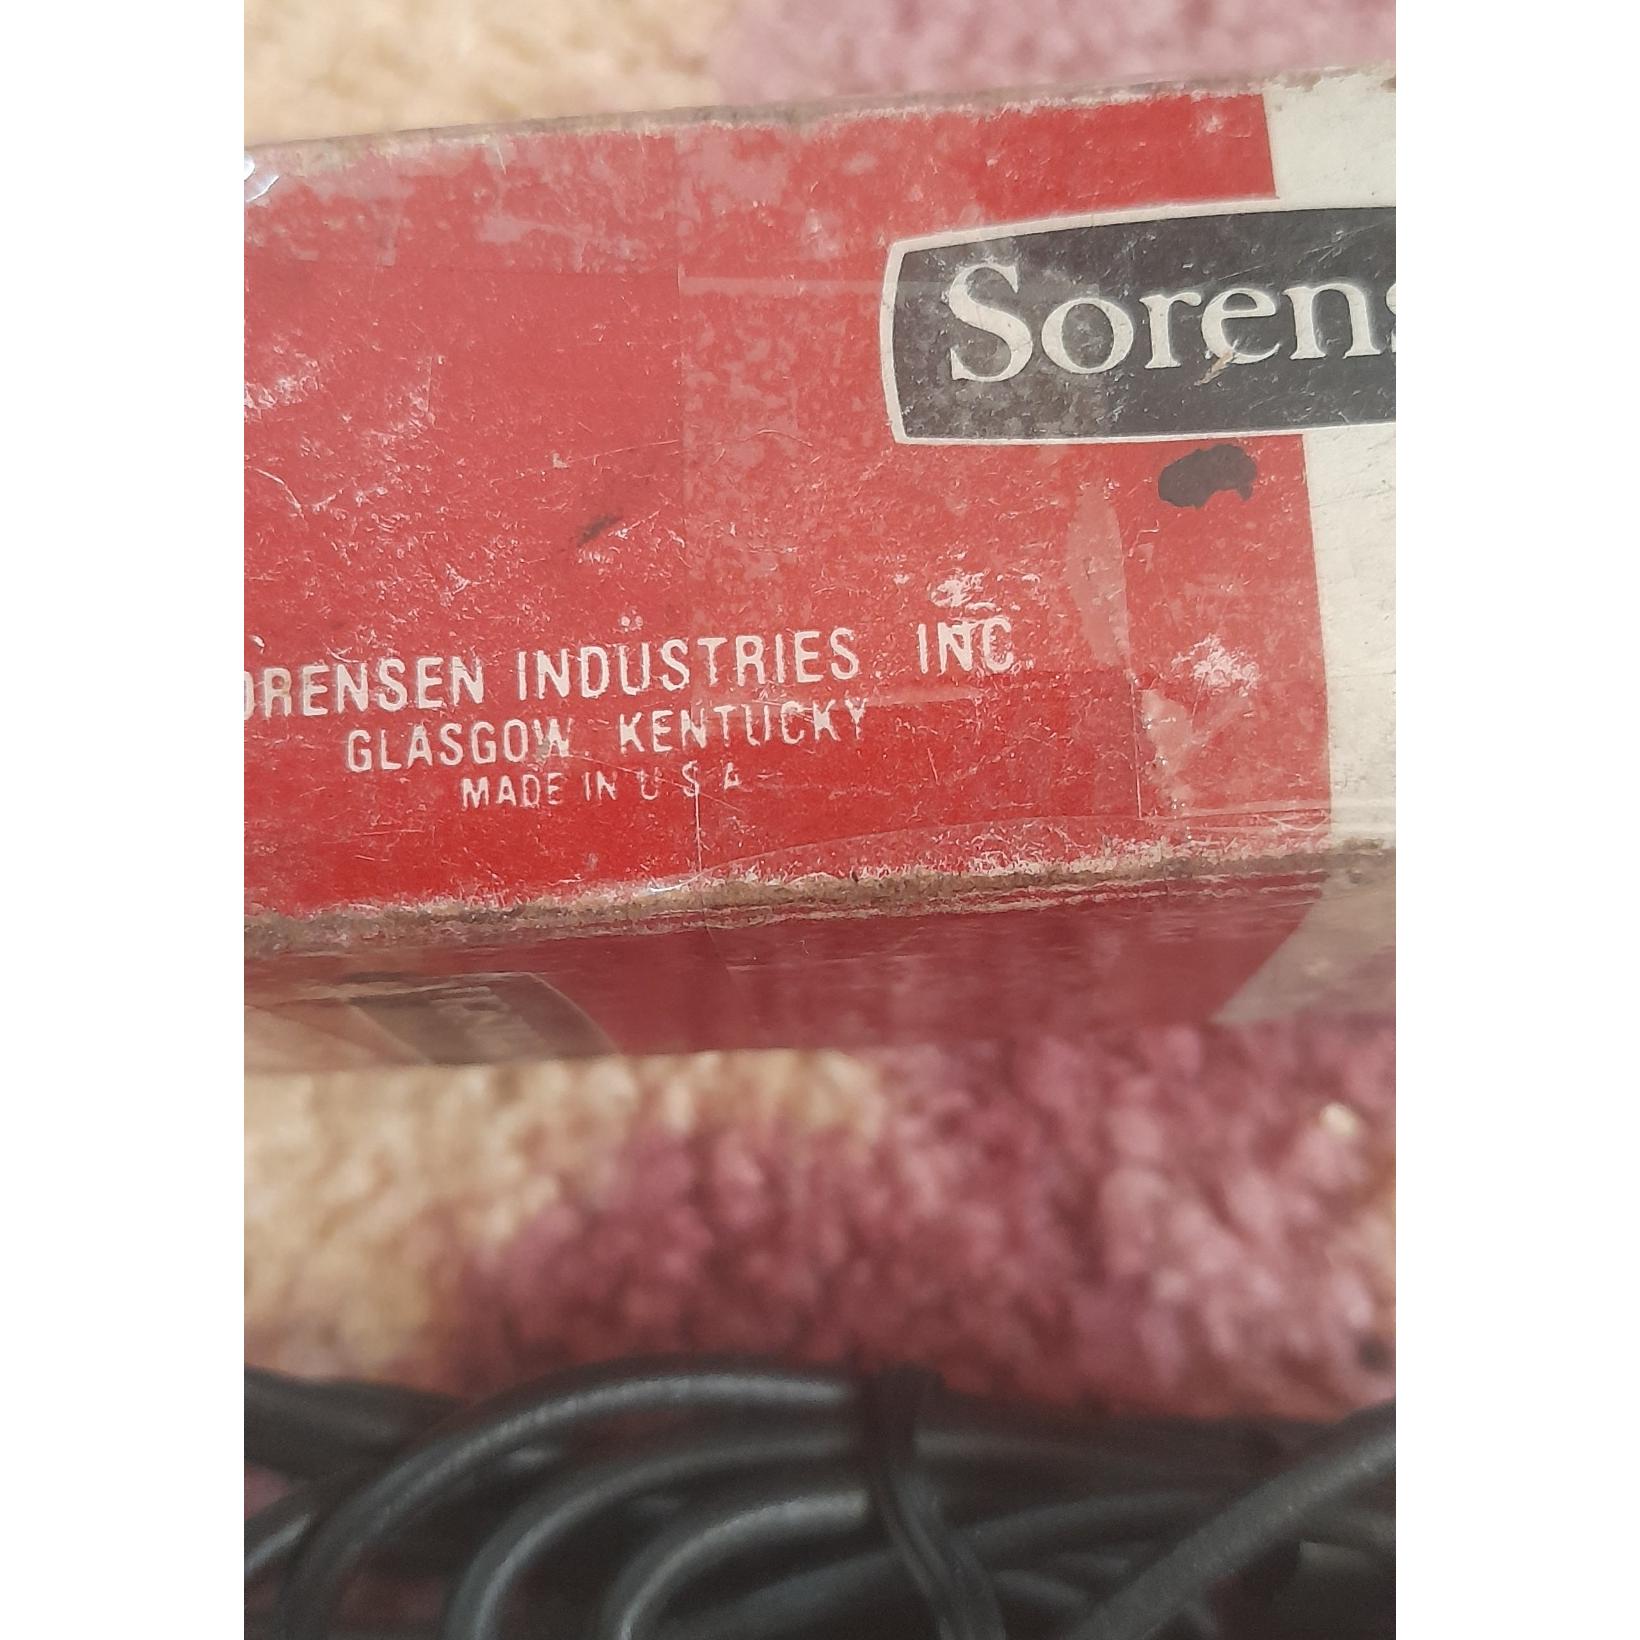 Sorens
ORENSEN INDUSTRIES INC.
GLASGOW, KENTUCKY
MADE IN U S A